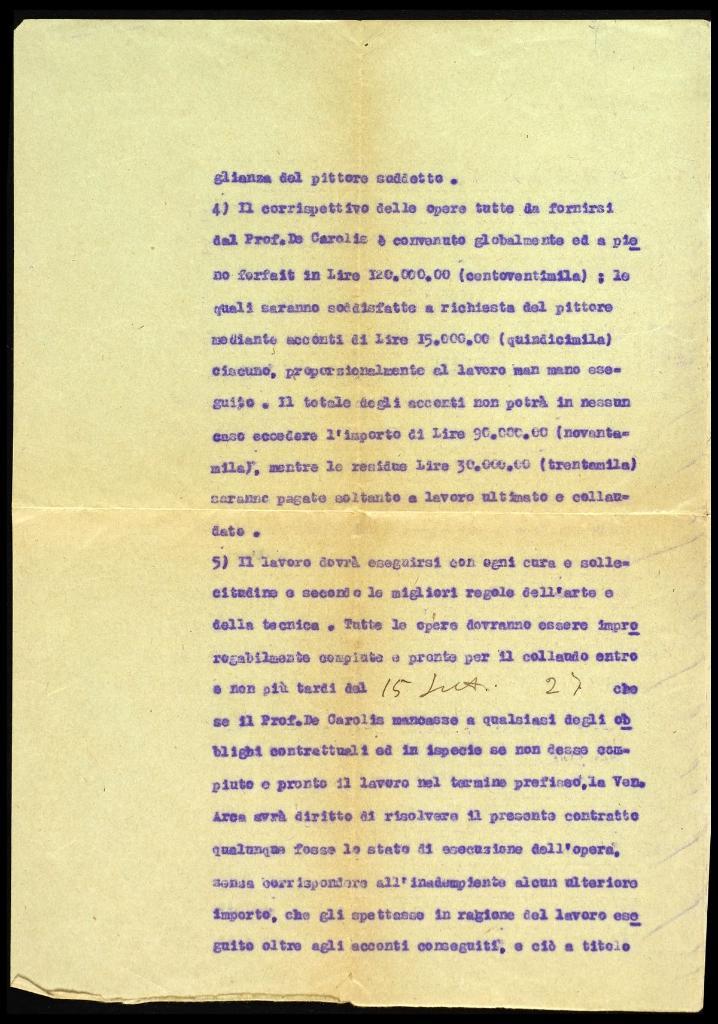 glianza del pittore suddetto .
4) Il corrispettivo delle opere tutte da fornirsi
dal Prof.De Carolis è convenuto globalmente ed a pie
no forfait in Lire 120.000.00 (centoventimila) ; le
quali saranno soddisfatte a richiesta del pittore
mediante acconti di Lire 15.000.00 (quindicimila)
ciacuno, proporzionalmente al lavoro man mano ese-
guito . Il totale degli acconti non potrà in nessun
caso eccedere l'importo di Lire 90.000.00 (novanta-
mila), mentre le residue Lire 30.000.00 (trentamila)
saranno pagate soltanto a lavoro ultimato e collau-
dato .
5) Il lavoro dovrà eseguirsi con ogni cura e solle-
citudine e secondo le migliori regole dell'arte e
della tecnica . Tutte le opere dovranno essere impro
rogabilmente compiute e pronte per il collaudo entro
e non più tardi del 15 27 che
se il Prof.De Carolis mancasse a qualsiasi degli ob
blighi contrattuali ed in ispecie se non desse com-
piuto e pronto il lavoro nel termine prefisso,la Ven.
Arca avrà diritto di risolvere il presente contratto
qualunque fosse lo stato di esecuzione dell'opera,
senza corrispondere all'inadempiente alcun ulteriore
importo, che gli spettasse in ragione del lavoro ese
guito oltre agli acconti conseguiti, e ciò a titolo